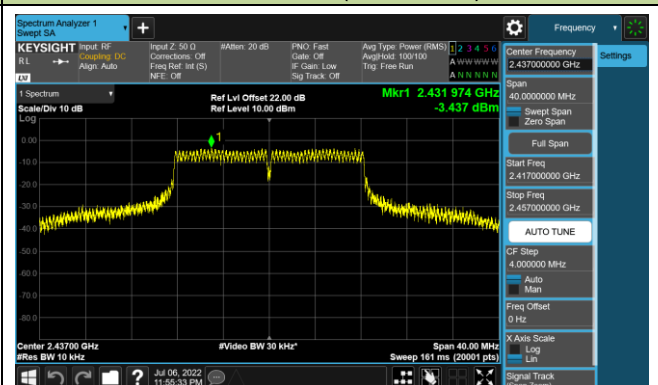 Spectrum Analyzer 1
Swept SA
Frequency
KEYSIGHT
RL
Input: RF
Coupling: DC
Align: Auto
Input Z: 50 Ω
Corrections: Off
Freq Ref: Int (S)
NFE: Off
#Atten: 20 dB
PNO: Fast
Gate: Off
IF Gain: Low
Sig Track: Off
Avg Type: Power (RMS)
Avg|Hold: 100/100
Trig: Free Run
1 2 3 4 5 6
A W W W W W
A N N N N N
Center Frequency
2.437000000 GHz
Settings
1 Spectrum
Scale/Div 10 dB
Log
Ref Lvl Offset 22.00 dB
Ref Level 10.00 dBm
Mkr1 2.431 974 GHz
-3.437 dBm
1
0.00
-10.0
-20.0
-30.0
-40.0
-50.0
-60.0
-70.0
-80.0
Span
40.0000000 MHz
Swept Span
Zero Span
Full Span
Start Freq
2.417000000 GHz
Stop Freq
2.457000000 GHz
AUTO TUNE
CF Step
4.000000 MHz
Auto
Man
Freq Offset
0 Hz
X Axis Scale
Log
Lin
Signal Track
(Span Zoom)
Center 2.43700 GHz
#Res BW 10 kHz
#Video BW 30 kHz*
Span 40.00 MHz
Sweep 161 ms (20001 pts)
Jul 06, 2022
11:55:33 PM